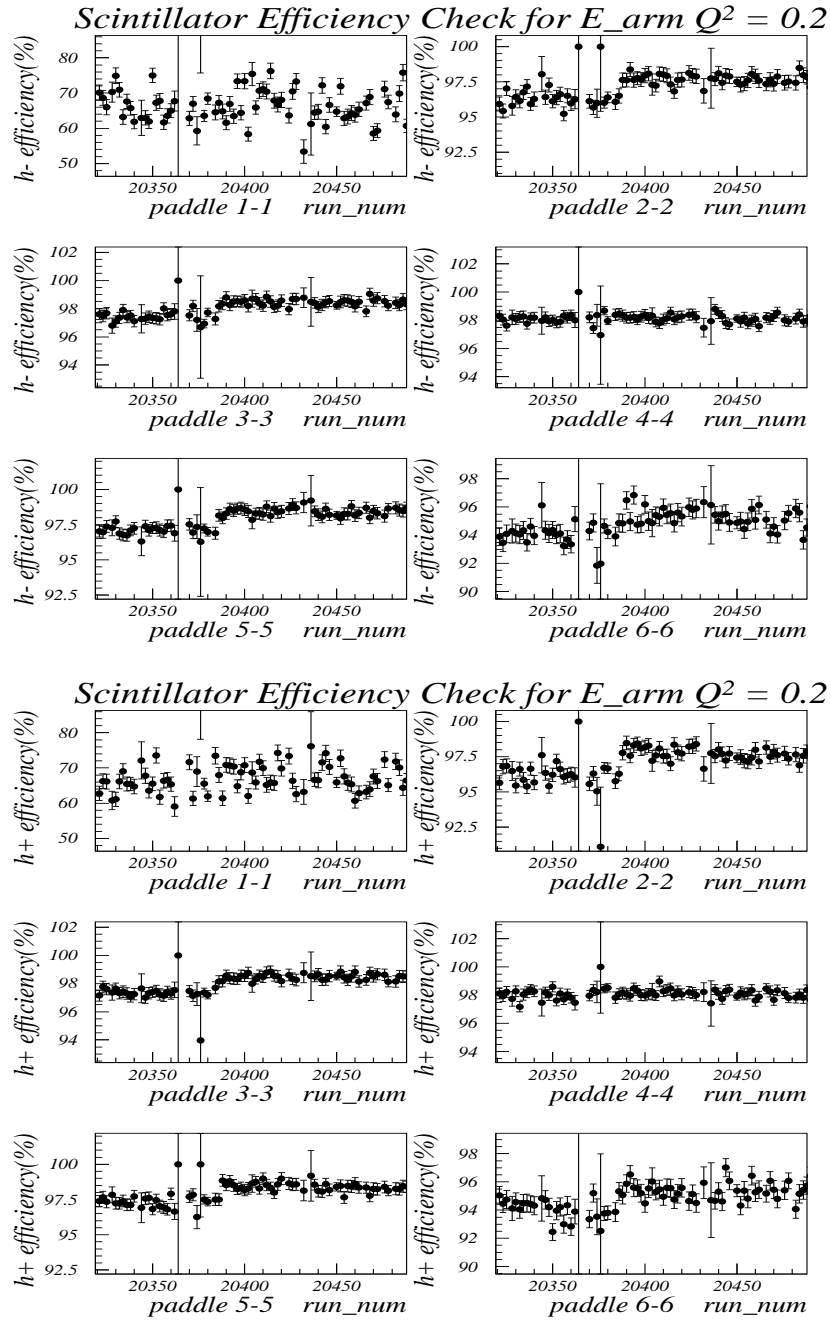 Scintillator Efficiency Check for E_arm Q² = 0.2
h- efficiency(%)
80
70
60
50
20350 20400 20450
paddle 1-1 run_num
h- efficiency(%)
100
97.5
95
92.5
20350 20400 20450
paddle 2-2 run_num
h- efficiency(%)
102
100
98
96
94
20350 20400 20450
paddle 3-3 run_num
h- efficiency(%)
102
100
98
96
94
20350 20400 20450
paddle 4-4 run_num
h- efficiency(%)
100
97.5
95
92.5
20350 20400 20450
paddle 5-5 run_num
h- efficiency(%)
96
94
92
90
20350 20400 20450
paddle 6-6 run_num
Scintillator Efficiency Check for E_arm Q² = 0.2
h+ efficiency(%)
80
70
60
50
20350 20400 20450
paddle 1-1 run_num
h+ efficiency(%)
100
97.5
95
92.5
20350 20400 20450
paddle 2-2 run_num
h+ efficiency(%)
102
100
98
96
94
20350 20400 20450
paddle 3-3 run_num
h+ efficiency(%)
102
100
98
96
94
20350 20400 20450
paddle 4-4 run_num
h+ efficiency(%)
100
97.5
95
92.5
20350 20400 20450
paddle 5-5 run_num
h+ efficiency(%)
98
96
94
92
90
20350 20400 20450
paddle 6-6 run_num